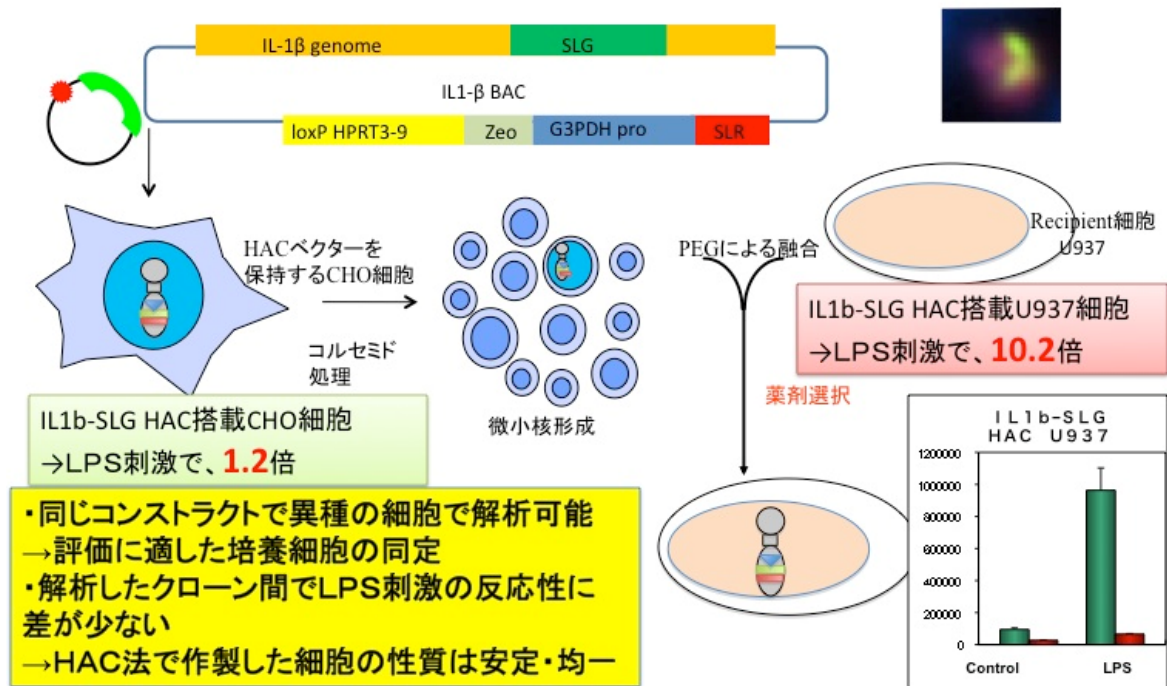 IL-1β genome
SLG
IL1-β BAC
loxP HPRT3-9
Zeo
G3PDH pro
SLR
HACベクターを
保持するCHO細胞
コルセミド
処理
微小核形成
PEGによる融合
Recipient細胞
U937
薬剤選択
IL1b-SLG HAC搭載CHO細胞
→LPS刺激で、1.2倍
IL1b-SLG HAC搭載U937細胞
→LPS刺激で、10.2倍
・同じコンストラクトで異種の細胞で解析可能
→評価に適した培養細胞の同定
・解析したクローン間でLPS刺激の反応性に
差が少ない
→HAC法で作製した細胞の性質は安定・均一
IL1b-SLG
HAC U937
1200000
1000000
800000
600000
400000
200000
0
Control
LPS